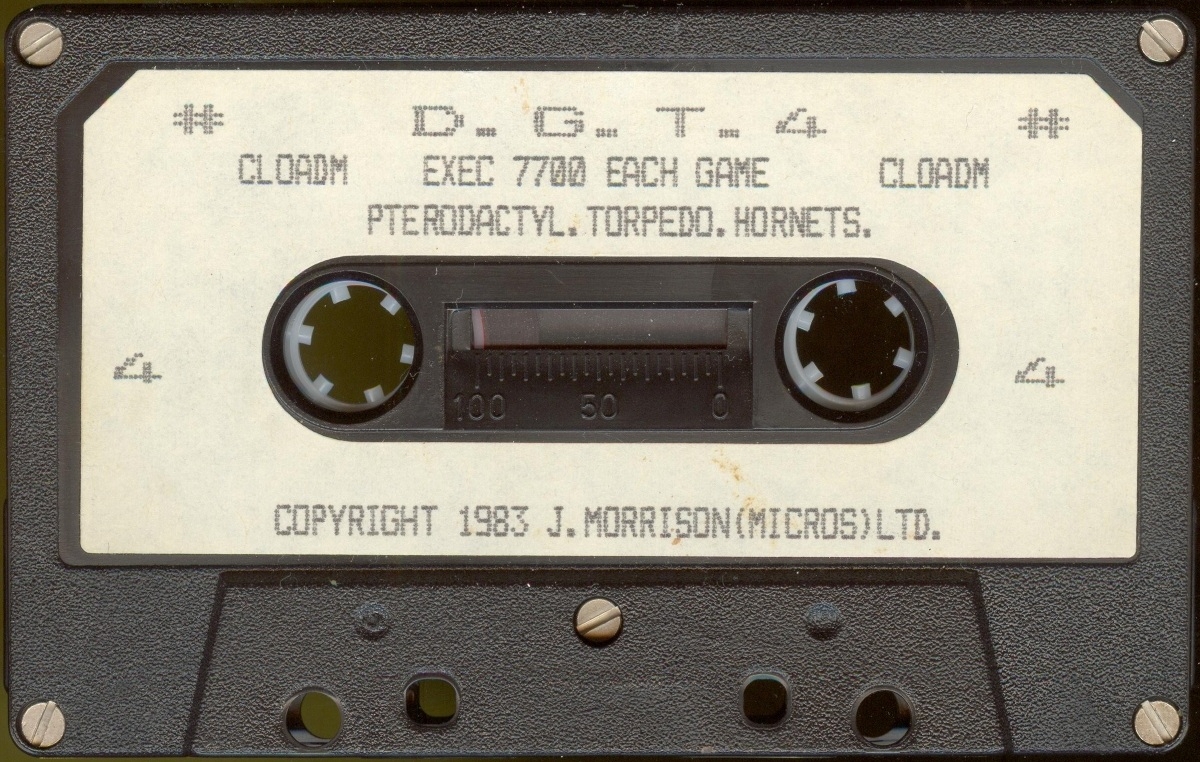 # D. G. T. 4 #
CLOADM EXEC 7700 EACH GAME CLOADM
PTERODACTYL. TORPEDO. HORNETS.
4 4
100 50 0
COPYRIGHT 1983 J. MORRISON(MICROS)LTD.